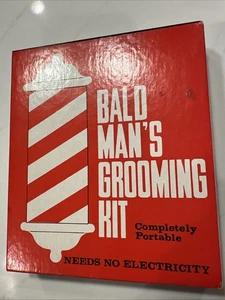 BALD
MAN'S
GROOMING
KIT
Completely
Portable
NEEDS NO ELECTRICITY